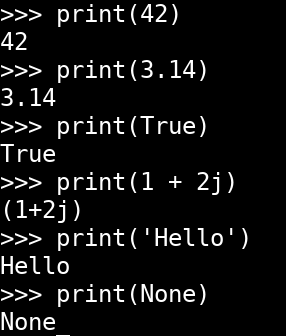 >>> print(42)
42
>>> print(3.14)
3.14
>>> print(True)
True
>>> print(1 + 2j)
(1+2j)
>>> print('Hello')
Hello
>>> print(None)
None_